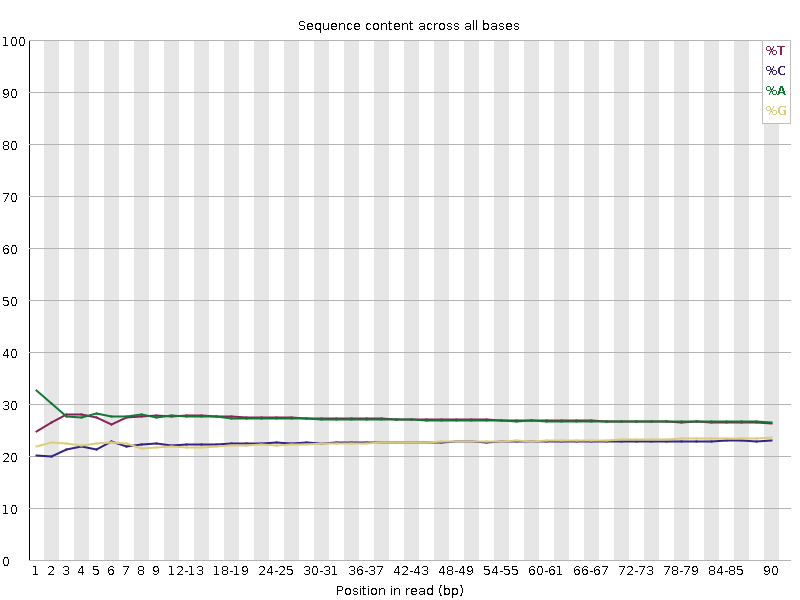 Sequence content across all bases
%T
%C
%A
%G
100
90
80
70
60
50
40
30
20
10
0
1 2 3 4 5 6 7 8 9 12-13 18-19 24-25 30-31 36-37 42-43 48-49 54-55 60-61 66-67 72-73 78-79 84-85 90
Position in read (bp)